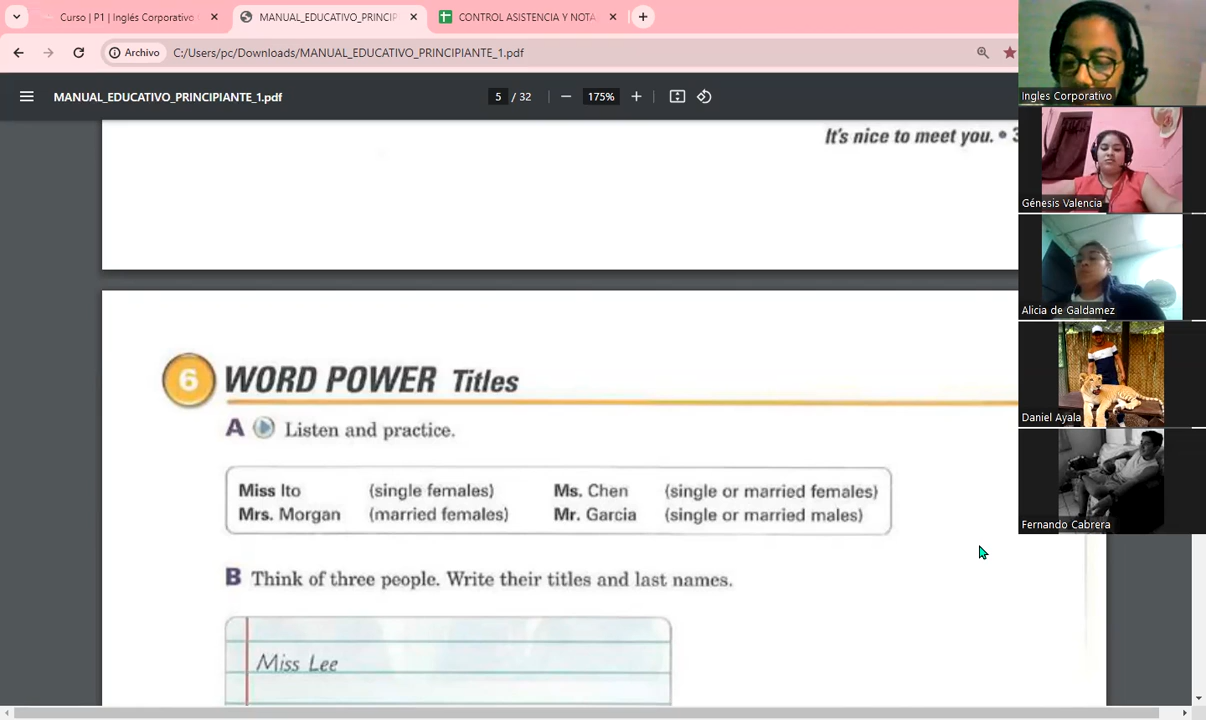 Curso | P1 | Inglés Corporativo
MANUAL_EDUCATIVO_PRINCIP
CONTROL ASISTENCIA Y NOTA
Archivo
C:/Users/pc/Downloads/MANUAL_EDUCATIVO_PRINCIPIANTE_1.pdf
MANUAL_EDUCATIVO_PRINCIPIANTE_1.pdf
5 / 32
175%
Ingles Corporativo
Génesis Valencia
Alicia de Galdamez
Daniel Ayala
Fernando Cabrera
It's nice to meet you. • 3
6 WORD POWER Titles
A Listen and practice.
Miss Ito (single females) Ms. Chen (single or married females)
Mrs. Morgan (married females) Mr. Garcia (single or married males)
B Think of three people. Write their titles and last names.
Miss Lee